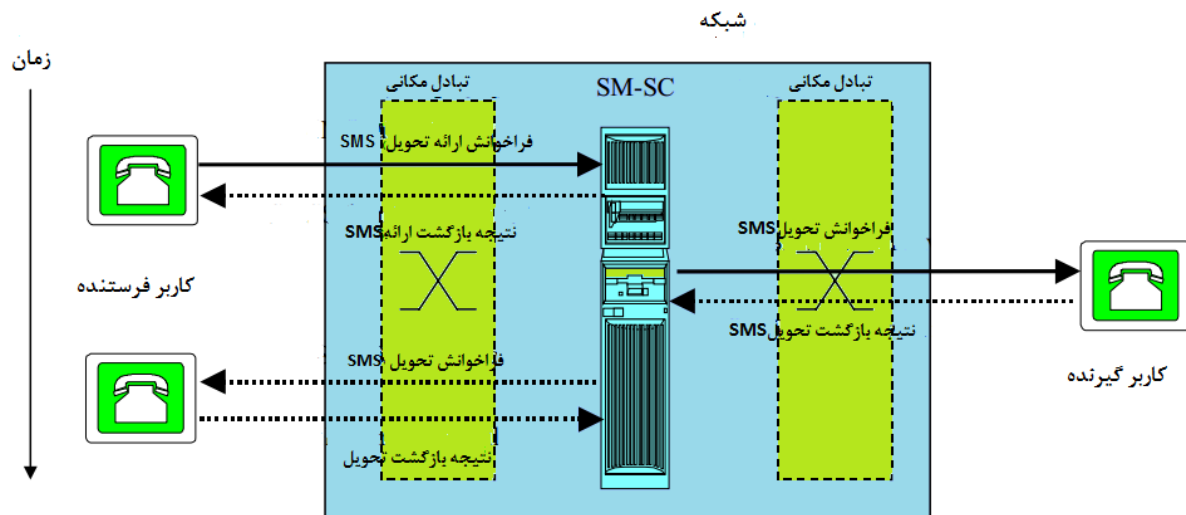 شبکه
زمان
تبادل مکانی
SM-SC
تبادل مکانی
فراخوانش ارائه تحویل SMS
نتیجه بازگشت ارائه SMS
فراخوانش تحویل SMS
کاربر فرستنده
نتیجه بازگشت تحویل SMS
فراخوانش تحویل SMS
کاربر گیرنده
نتیجه بازگشت تحویل